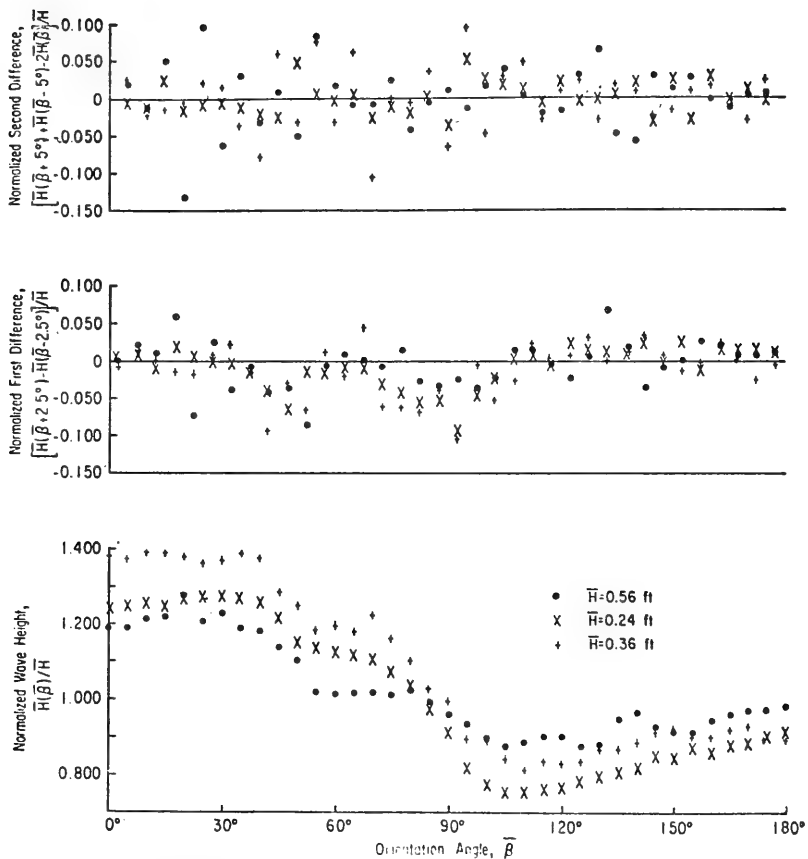 Normalized Second Difference,
[H̅(β̅+5°)+H̅(β̅-5°)-2H̅(β̅)]/H̅
0.100
0.050
0
-0.050
-0.100
-0.150
Normalized First Difference,
[H̅(β̅+2.5°)-H̅(β̅-2.5°)]/H̅
0.100
0.050
0
-0.050
-0.100
-0.150
Normalized Wave Height,
H̅(β̅)/H̅
1.400
1.200
1.000
0.800
● H̅=0.56 ft
x H̅=0.24 ft
+ H̅=0.36 ft
0° 30° 60° 90° 120° 150° 180°
Orientation Angle, β̅